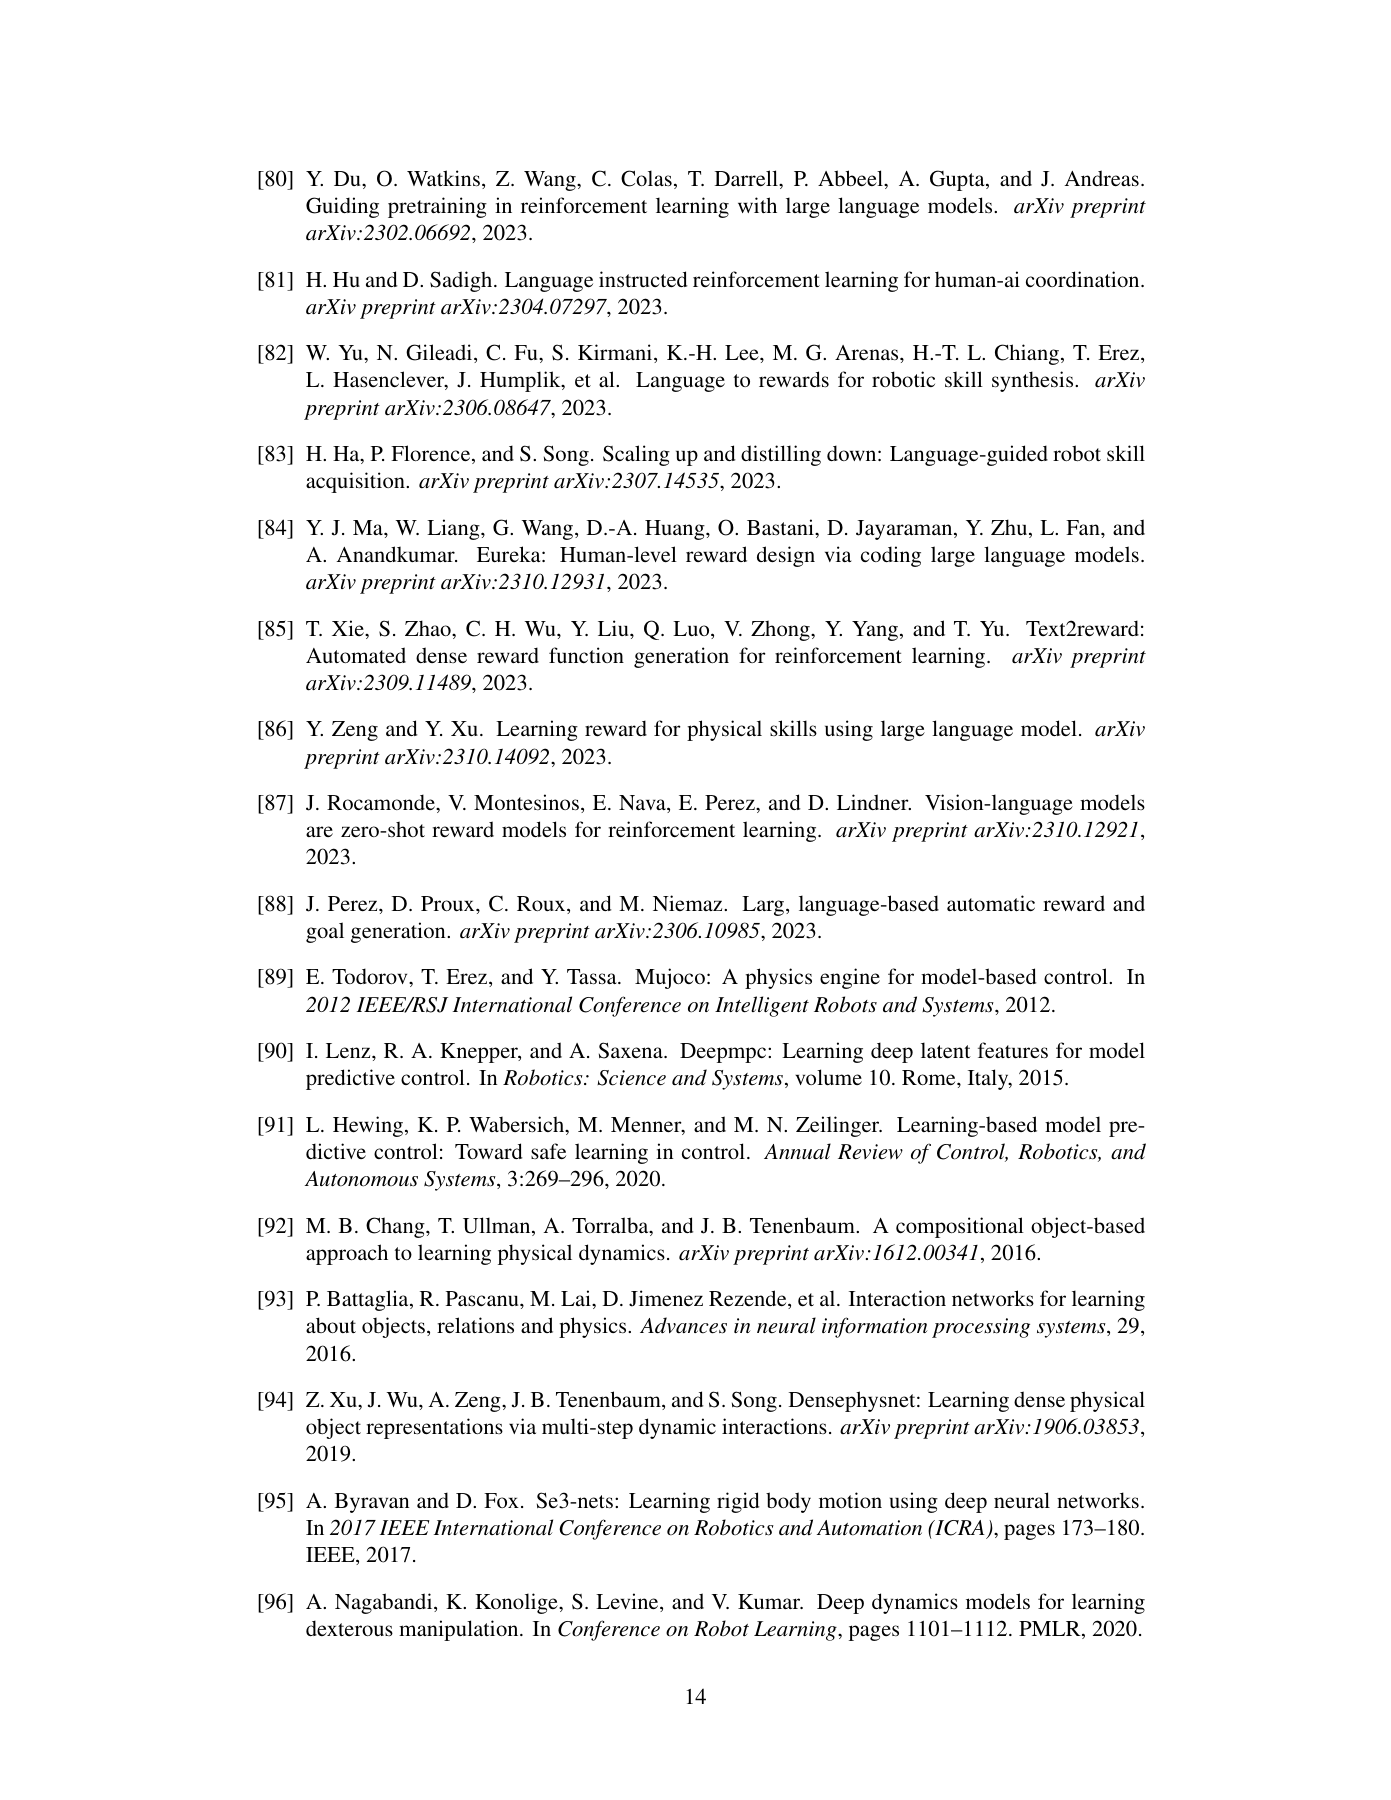 [80] Y. Du, O. Watkins, Z. Wang, C. Colas, T. Darrell, P. Abbeel, A. Gupta, and J. Andreas.
Guiding pretraining in reinforcement learning with large language models. arXiv preprint
arXiv:2302.06692, 2023.
[81] H. Hu and D. Sadigh. Language instructed reinforcement learning for human-ai coordination.
arXiv preprint arXiv:2304.07297, 2023.
[82] W. Yu, N. Gileadi, C. Fu, S. Kirmani, K.-H. Lee, M. G. Arenas, H.-T. L. Chiang, T. Erez,
L. Hasenclever, J. Humplik, et al. Language to rewards for robotic skill synthesis. arXiv
preprint arXiv:2306.08647, 2023.
[83] H. Ha, P. Florence, and S. Song. Scaling up and distilling down: Language-guided robot skill
acquisition. arXiv preprint arXiv:2307.14535, 2023.
[84] Y. J. Ma, W. Liang, G. Wang, D.-A. Huang, O. Bastani, D. Jayaraman, Y. Zhu, L. Fan, and
A. Anandkumar. Eureka: Human-level reward design via coding large language models.
arXiv preprint arXiv:2310.12931, 2023.
[85] T. Xie, S. Zhao, C. H. Wu, Y. Liu, Q. Luo, V. Zhong, Y. Yang, and T. Yu. Text2reward:
Automated dense reward function generation for reinforcement learning. arXiv preprint
arXiv:2309.11489, 2023.
[86] Y. Zeng and Y. Xu. Learning reward for physical skills using large language model. arXiv
preprint arXiv:2310.14092, 2023.
[87] J. Rocamonde, V. Montesinos, E. Nava, E. Perez, and D. Lindner. Vision-language models
are zero-shot reward models for reinforcement learning. arXiv preprint arXiv:2310.12921,
2023.
[88] J. Perez, D. Proux, C. Roux, and M. Niemaz. Larg, language-based automatic reward and
goal generation. arXiv preprint arXiv:2306.10985, 2023.
[89] E. Todorov, T. Erez, and Y. Tassa. Mujoco: A physics engine for model-based control. In
2012 IEEE/RSJ International Conference on Intelligent Robots and Systems, 2012.
[90] I. Lenz, R. A. Knepper, and A. Saxena. Deepmpc: Learning deep latent features for model
predictive control. In Robotics: Science and Systems, volume 10. Rome, Italy, 2015.
[91] L. Hewing, K. P. Wabersich, M. Menner, and M. N. Zeilinger. Learning-based model pre-
dictive control: Toward safe learning in control. Annual Review of Control, Robotics, and
Autonomous Systems, 3:269–296, 2020.
[92] M. B. Chang, T. Ullman, A. Torralba, and J. B. Tenenbaum. A compositional object-based
approach to learning physical dynamics. arXiv preprint arXiv:1612.00341, 2016.
[93] P. Battaglia, R. Pascanu, M. Lai, D. Jimenez Rezende, et al. Interaction networks for learning
about objects, relations and physics. Advances in neural information processing systems, 29,
2016.
[94] Z. Xu, J. Wu, A. Zeng, J. B. Tenenbaum, and S. Song. Densephysnet: Learning dense physical
object representations via multi-step dynamic interactions. arXiv preprint arXiv:1906.03853,
2019.
[95] A. Byravan and D. Fox. Se3-nets: Learning rigid body motion using deep neural networks.
In 2017 IEEE International Conference on Robotics and Automation (ICRA), pages 173–180.
IEEE, 2017.
[96] A. Nagabandi, K. Konolige, S. Levine, and V. Kumar. Deep dynamics models for learning
dexterous manipulation. In Conference on Robot Learning, pages 1101–1112. PMLR, 2020.
14